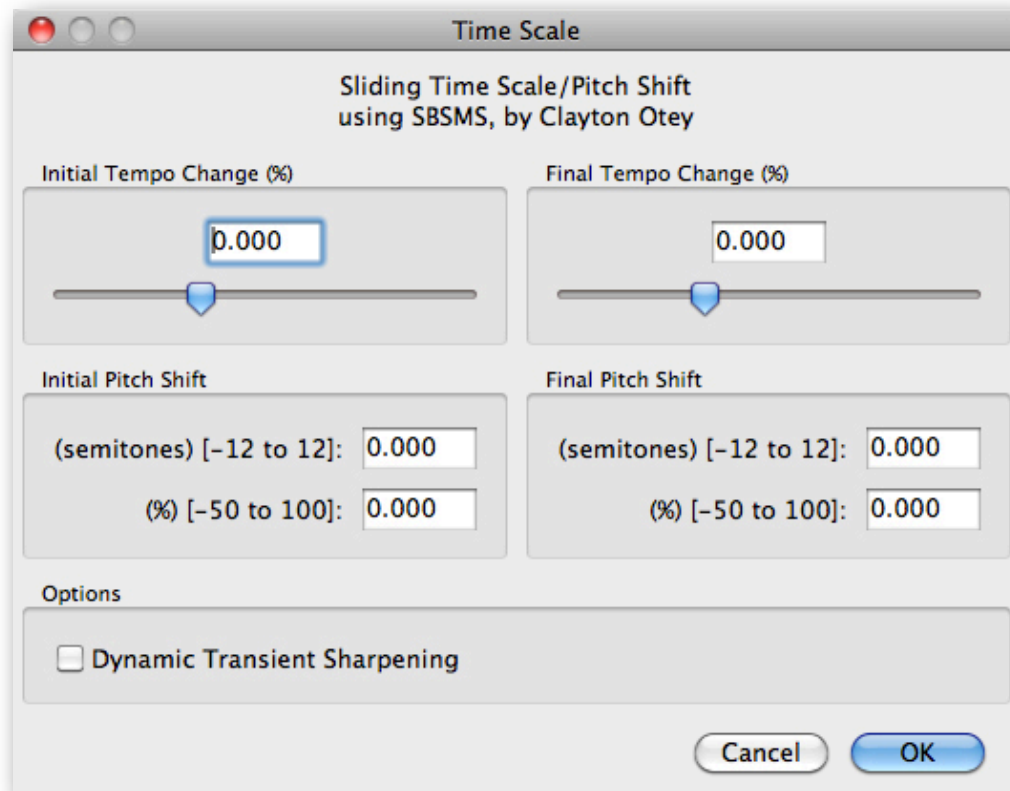 Time Scale
Sliding Time Scale/Pitch Shift
using SBSMS, by Clayton Otey
Initial Tempo Change (%)
Final Tempo Change (%)
0.000
0.000
Initial Pitch Shift
Final Pitch Shift
(semitones) [-12 to 12]: 0.000
(semitones) [-12 to 12]: 0.000
(%) [-50 to 100]: 0.000
(%) [-50 to 100]: 0.000
Options
Dynamic Transient Sharpening
Cancel
OK